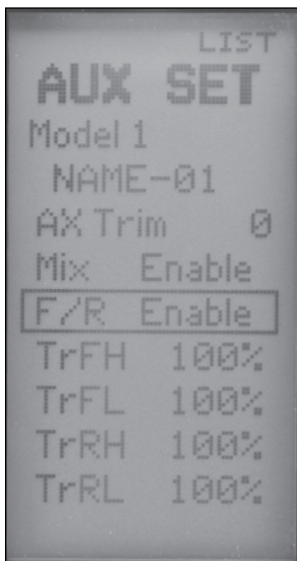 LIST
AUX SET
Model 1
NAME-01
AX Trim 0
Mix Enable
F/R Enable
TrFH 100%
TrFL 100%
TrRH 100%
TrRL 100%